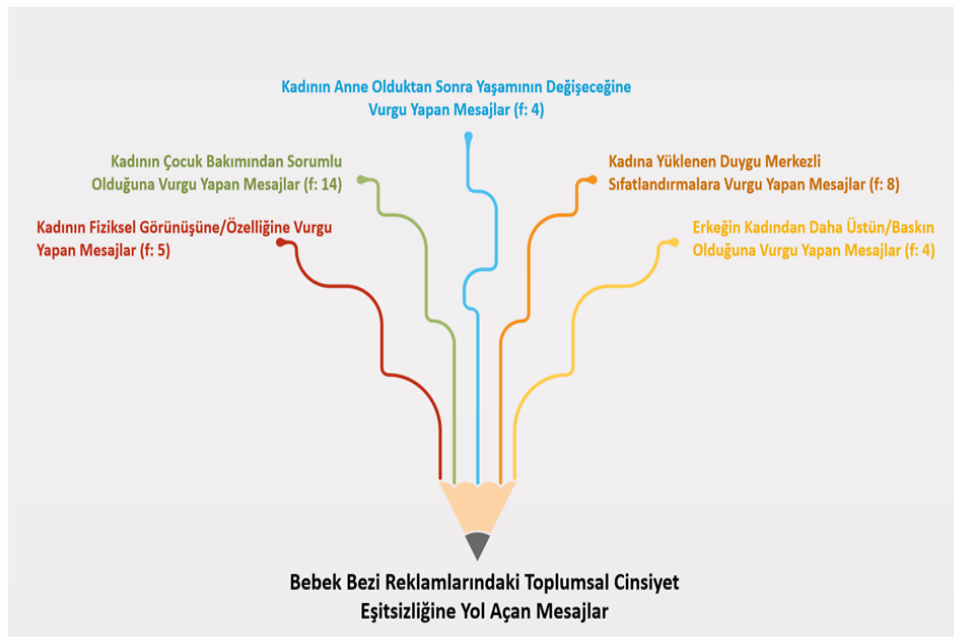 Kadının Anne Olduktan Sonra Yaşamının Değişeceğine
Vurgu Yapan Mesajlar (f: 4)
Kadının Çocuk Bakımından Sorumlu
Olduğuna Vurgu Yapan Mesajlar (f: 14)
Kadına Yüklenen Duygu Merkezli
Sıfatlandırmalara Vurgu Yapan Mesajlar (f: 8)
Kadının Fiziksel Görünüşüne/Özelliğine Vurgu
Yapan Mesajlar (f: 5)
Erkeğin Kadından Daha Üstün/Baskın
Olduğuna Vurgu Yapan Mesajlar (f: 4)
Bebek Bezi Reklamlarındaki Toplumsal Cinsiyet
Eşitsizliğine Yol Açan Mesajlar